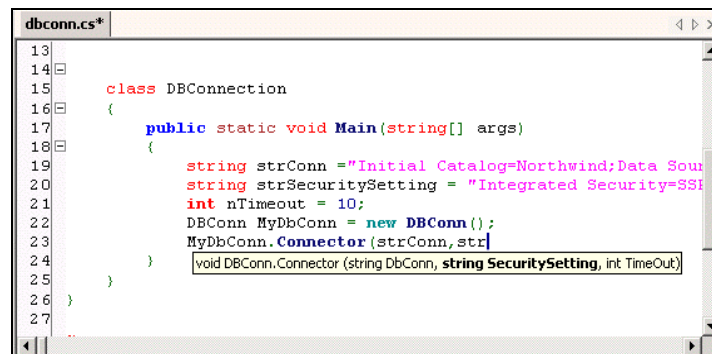 dbconn.cs*
13
14
15 class DBConnection
16 {
17 public static void Main(string[] args)
18 {
19 string strConn ="Initial Catalog=Northwind;Data Sour
20 string strSecuritySetting = "Integrated Security=SSP
21 int nTimeout = 10;
22 DBConn MyDbConn = new DBConn();
23 MyDbConn.Connector(strConn,str
24 }
void DBConn.Connector (string DbConn, string SecuritySetting, int TimeOut)
25 }
26 }
27